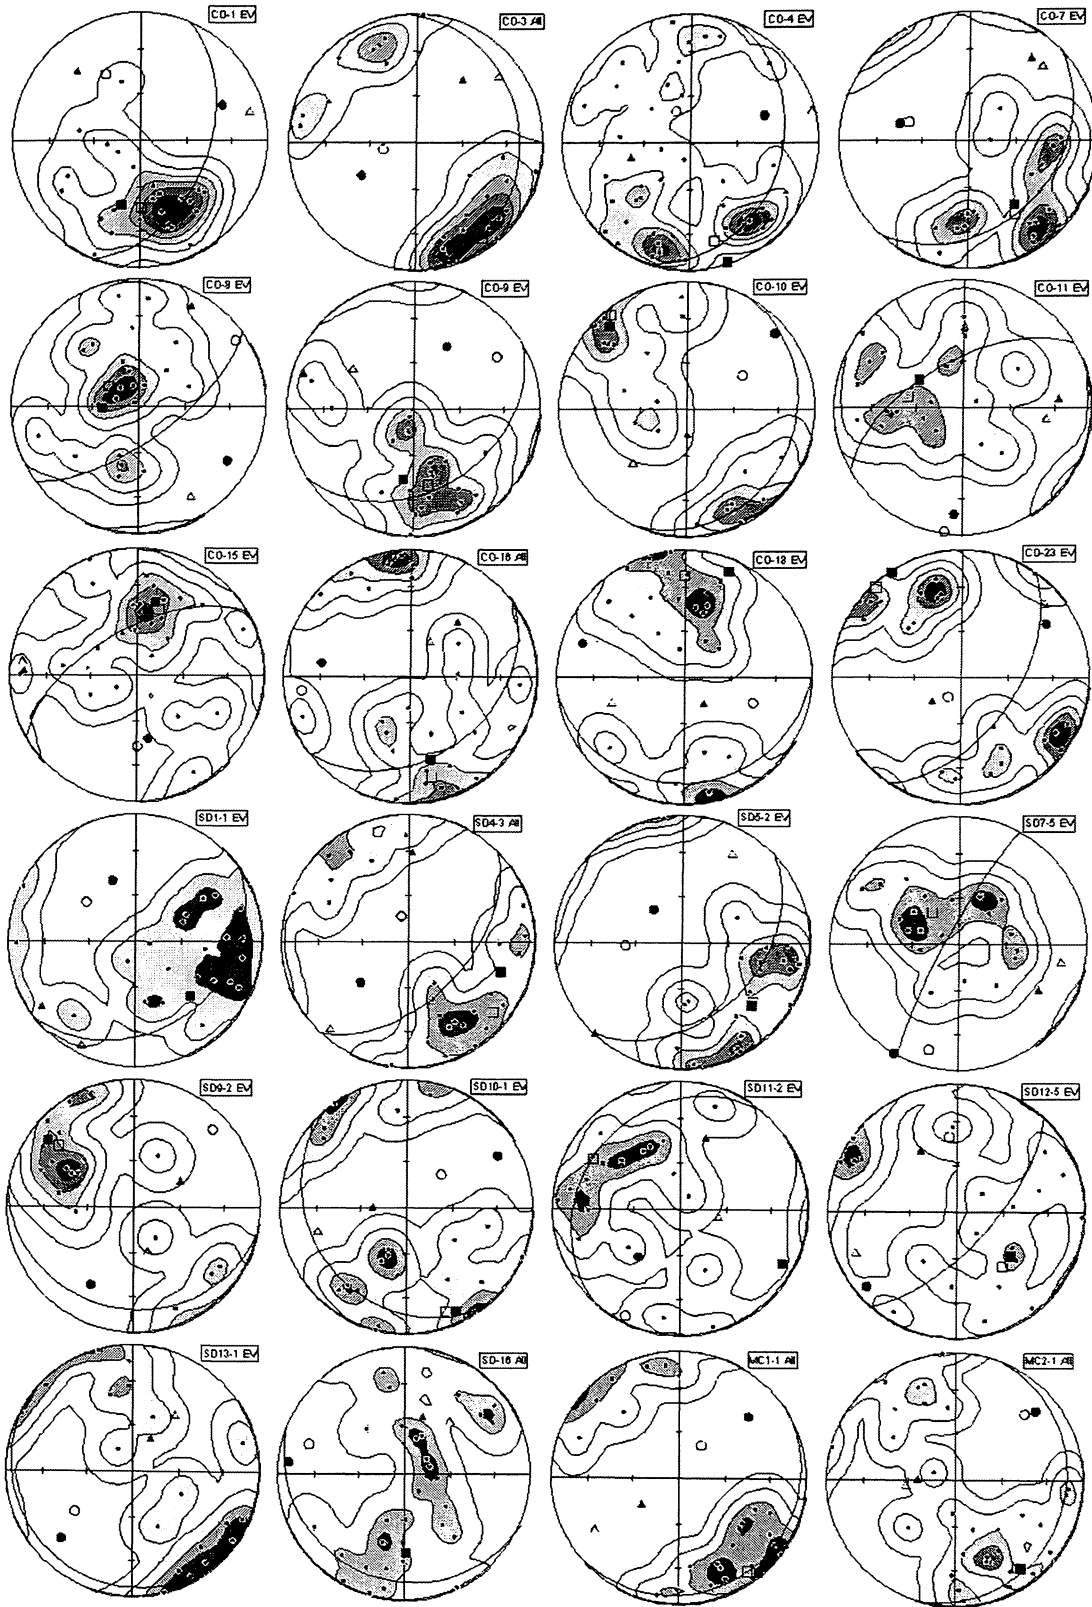 CO-1 EV
CO-3 All
CO-4 EV
CO-7 EV
CO-8 EV
CO-9 EV
CO-10 EV
CO-11 EV
CO-15 EV
CO-16 All
CO-18 EV
CO-23 EV
SD1-1 EV
SD4-3 All
SD5-2 EV
SD7-5 EV
SD9-2 EV
SD10-1 EV
SD11-2 EV
SD12-5 EV
SD13-1 EV
SD-16 All
MC1-1 All
MC2-1 All